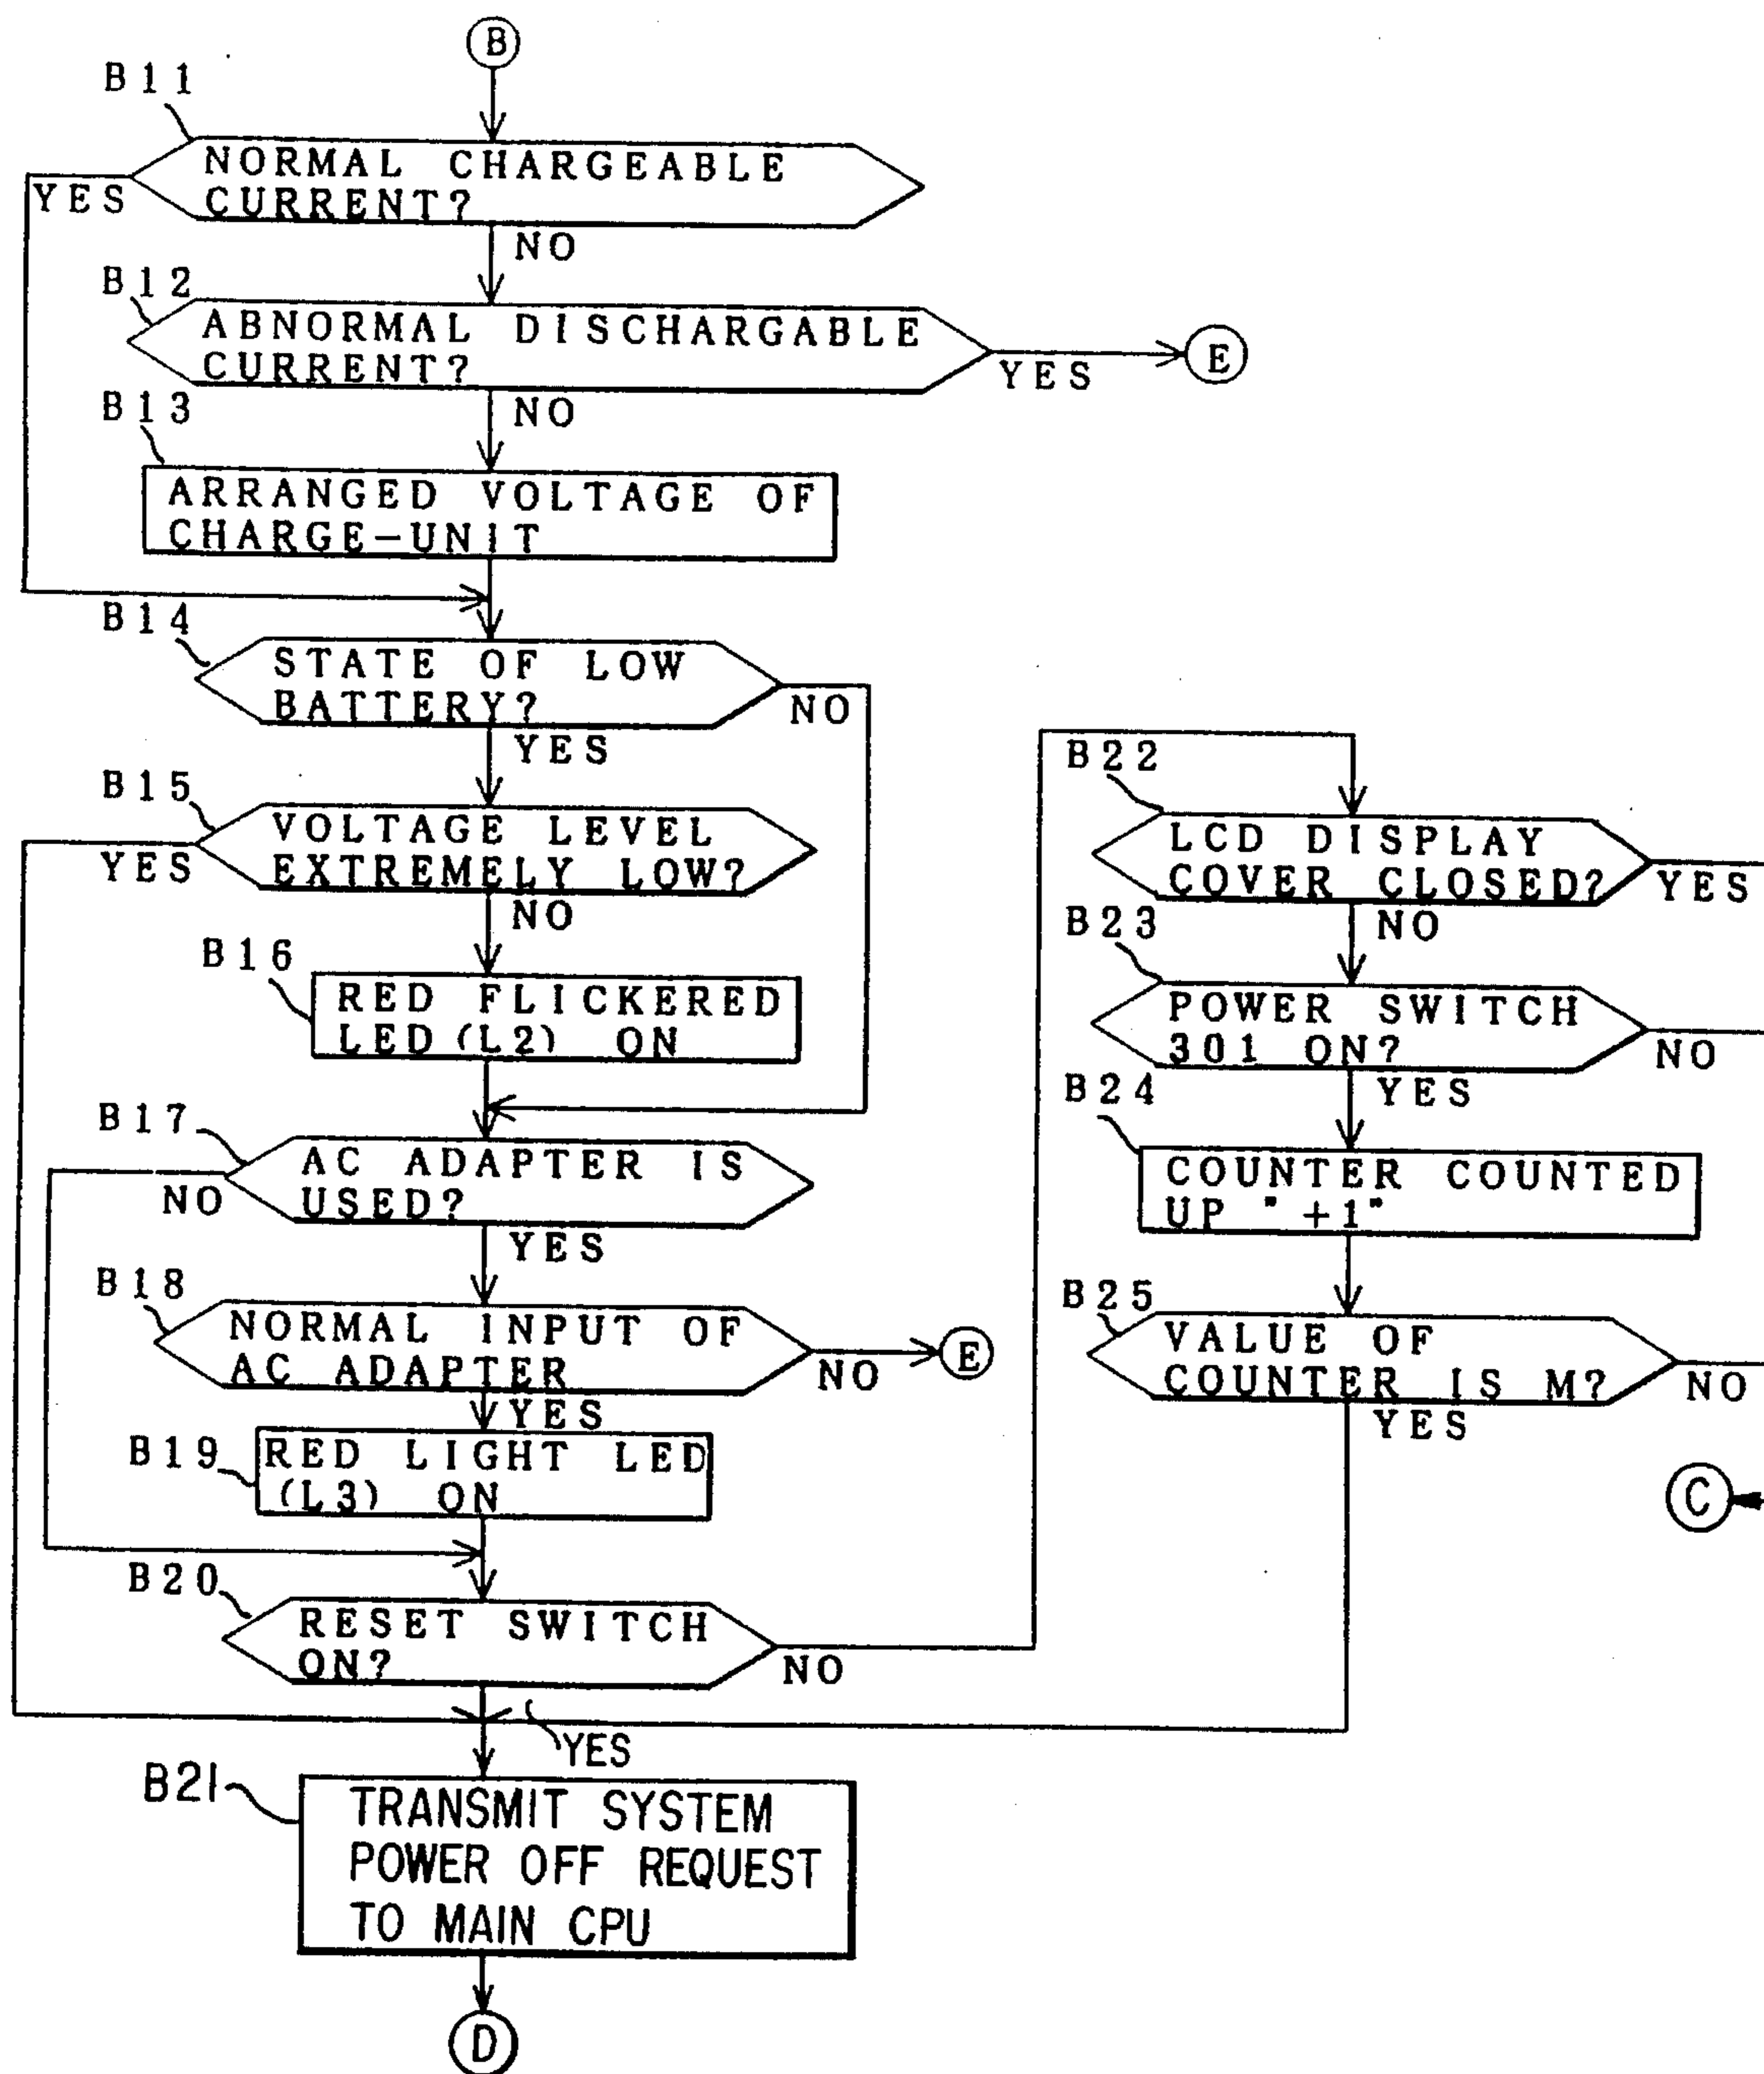 B
B11
NORMAL CHARGEABLE
CURRENT?
YES
NO
B12
ABNORMAL DISCHARGABLE
CURRENT?
YES
E
NO
B13
ARRANGED VOLTAGE OF
CHARGE-UNIT
B14
STATE OF LOW
BATTERY?
NO
YES
B15
VOLTAGE LEVEL
EXTREMELY LOW?
YES
NO
B16
RED FLICKERED
LED (L2) ON
B17
AC ADAPTER IS
USED?
NO
YES
B18
NORMAL INPUT OF
AC ADAPTER
NO
E
YES
B19
RED LIGHT LED
(L3) ON
B20
RESET SWITCH
ON?
NO
YES
B21
TRANSMIT SYSTEM
POWER OFF REQUEST
TO MAIN CPU
D
B22
LCD DISPLAY
COVER CLOSED?
YES
NO
B23
POWER SWITCH
301 ON?
NO
YES
B24
COUNTER COUNTED
UP "+1"
B25
VALUE OF
COUNTER IS M?
NO
YES
C